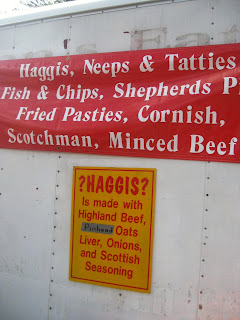 Haggis, Neeps & Tatties
Fish & Chips, Shepherds P
Fried Pasties, Cornish,
Scotchman, Minced Beef
?HAGGIS?
Is made with
Highland Beef,
Pinhead Oats
Liver, Onions,
and Scottish
Seasoning